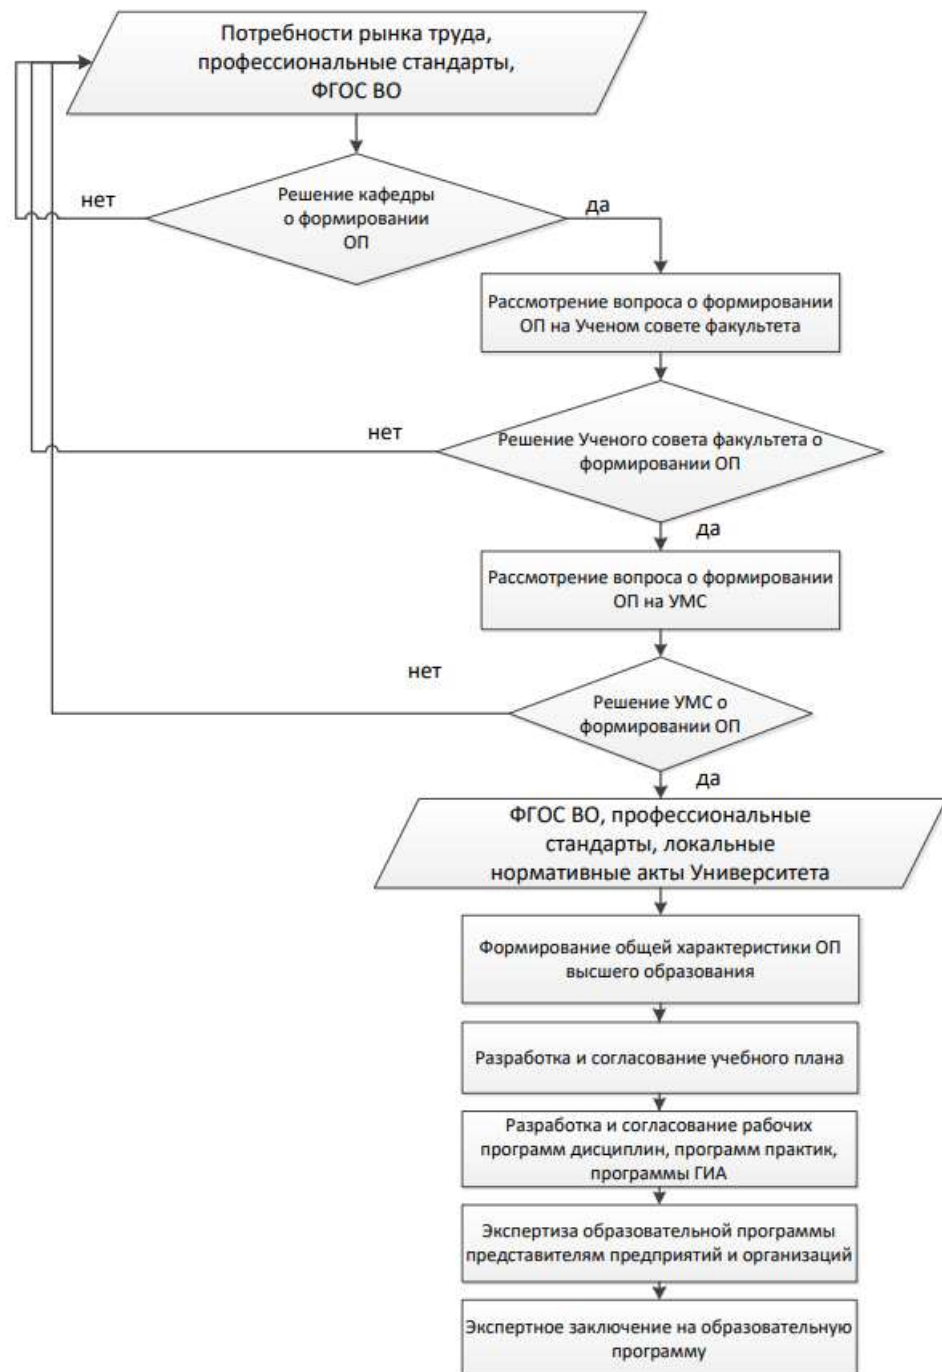 Потребности рынка труда,
профессиональные стандарты,
ФГОС ВО
нет
Решение кафедры
о формировании
ОП
да
Рассмотрение вопроса о формировании
ОП на Ученом совете факультета
нет
Решение Ученого совета факультета о
формировании ОП
да
Рассмотрение вопроса о формировании
ОП на УМС
нет
Решение УМС о
формировании ОП
да
ФГОС ВО, профессиональные
стандарты, локальные
нормативные акты Университета
Формирование общей характеристики ОП
высшего образования
Разработка и согласование учебного плана
Разработка и согласование рабочих
программ дисциплин, программ практик,
программы ГИА
Экспертиза образовательной программы
представителям предприятий и организаций
Экспертное заключение на образовательную
программу